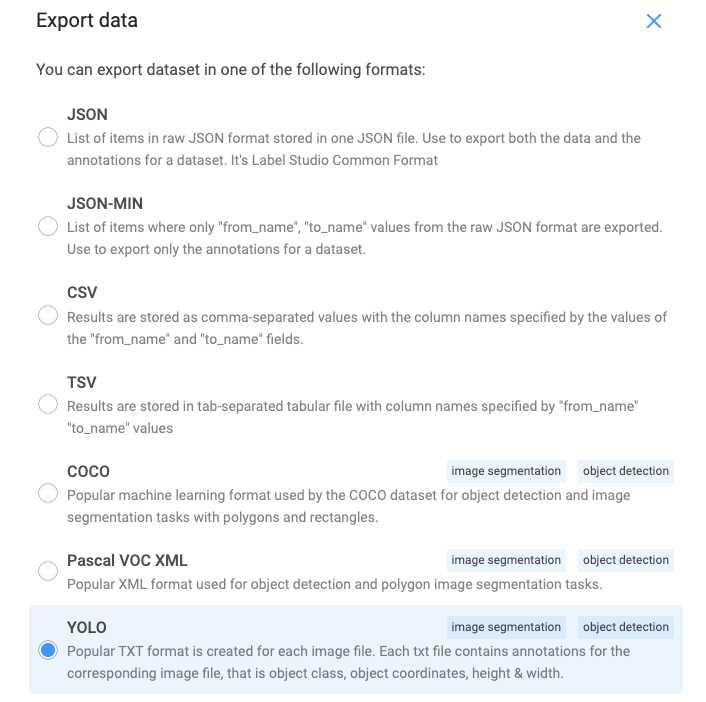 Export data
You can export dataset in one of the following formats:
JSON
List of items in raw JSON format stored in one JSON file. Use to export both the data and the
annotations for a dataset. It's Label Studio Common Format
JSON-MIN
List of items where only "from_name", "to_name" values from the raw JSON format are exported.
Use to export only the annotations for a dataset.
CSV
Results are stored as comma-separated values with the column names specified by the values of
the "from_name" and "to_name" fields.
TSV
Results are stored in tab-separated tabular file with column names specified by "from_name"
"to_name" values
COCO image segmentation object detection
Popular machine learning format used by the COCO dataset for object detection and image
segmentation tasks with polygons and rectangles.
Pascal VOC XML image segmentation object detection
Popular XML format used for object detection and polygon image segmentation tasks.
YOLO image segmentation object detection
Popular TXT format is created for each image file. Each txt file contains annotations for the
corresponding image file, that is object class, object coordinates, height & width.